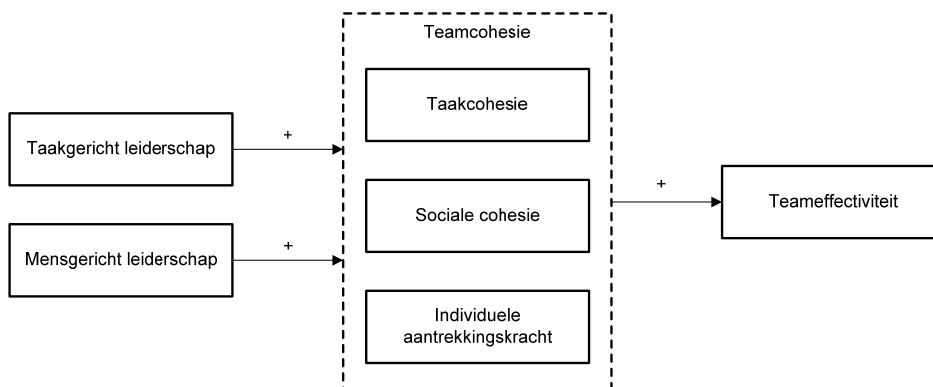 Teamcohesie
Taakcohesie
Taakgericht leiderschap
+
Sociale cohesie
+
Teameffectiviteit
Mensgericht leiderschap
+
Individuele
aantrekkingskracht